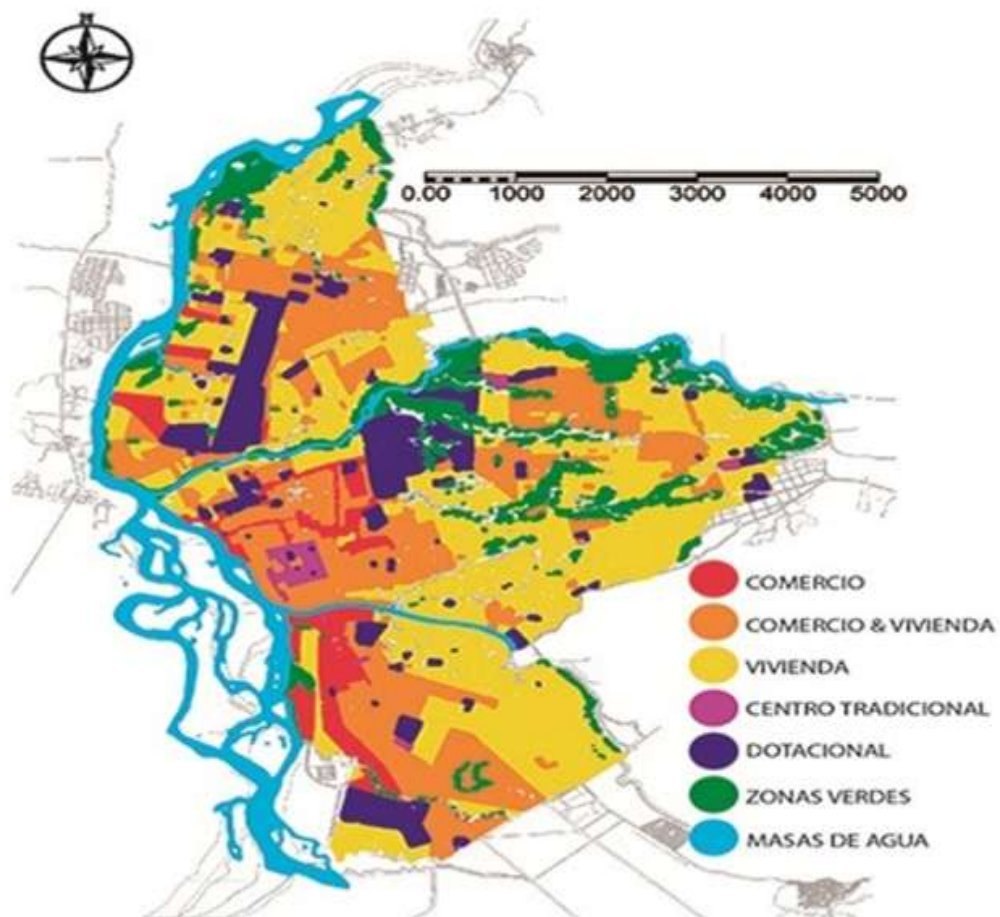 0.00 1000 2000 3000 4000 5000
COMERCIO
COMERCIO & VIVIENDA
VIVIENDA
CENTRO TRADICIONAL
DOTACIONAL
ZONAS VERDES
MASAS DE AGUA